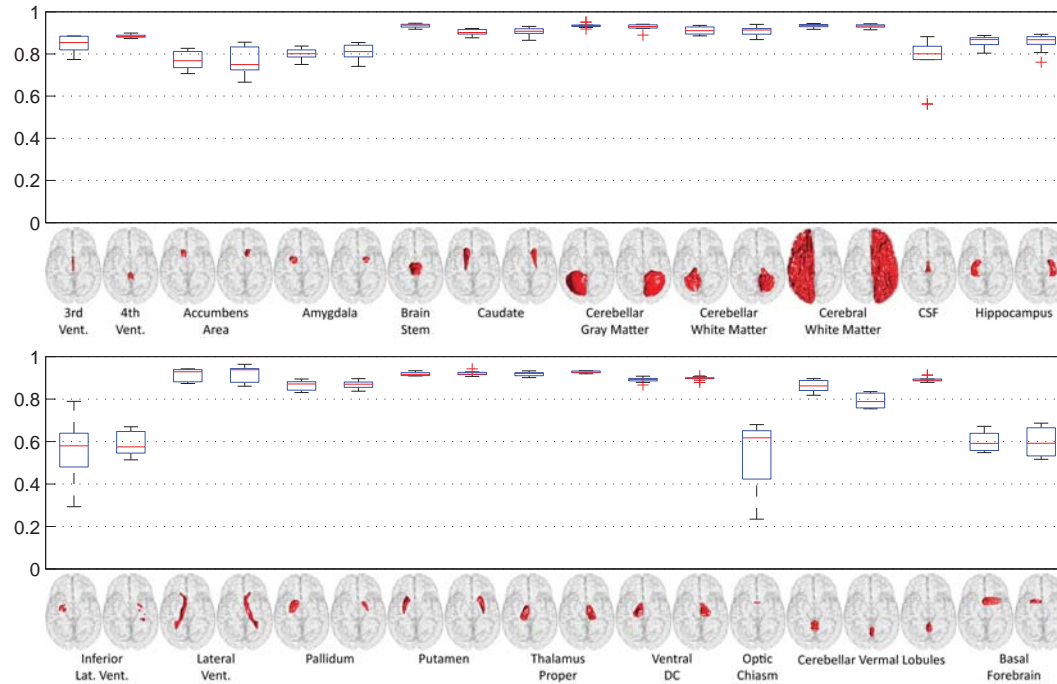 1
0.8
0.6
0.4
0.2
0
3rd Vent.
4th Vent.
Accumbens Area
Amygdala
Brain Stem
Caudate
Cerebellar Gray Matter
Cerebellar White Matter
Cerebral White Matter
CSF
Hippocampus
1
0.8
0.6
0.4
0.2
0
Inferior Lat. Vent.
Lateral Vent.
Pallidum
Putamen
Thalamus Proper
Ventral DC
Optic Chiasm
Cerebellar Vermal Lobules
Basal Forebrain